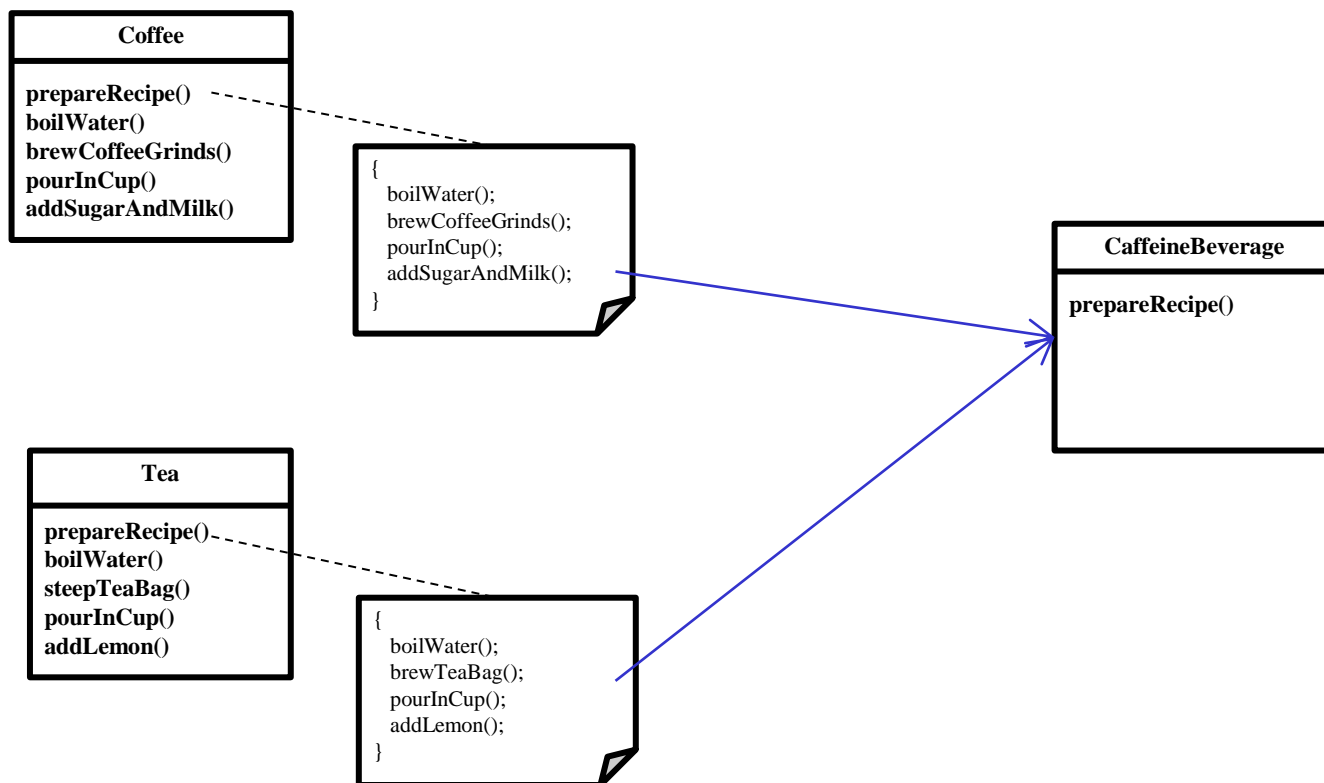 Coffee
prepareRecipe()
boilWater()
brewCoffeeGrinds()
pourInCup()
addSugarAndMilk()
{
boilWater();
brewCoffeeGrinds();
pourInCup();
addSugarAndMilk();
}
CaffeineBeverage
prepareRecipe()
Tea
prepareRecipe()
boilWater()
steepTeaBag()
pourInCup()
addLemon()
{
boilWater();
brewTeaBag();
pourInCup();
addLemon();
}